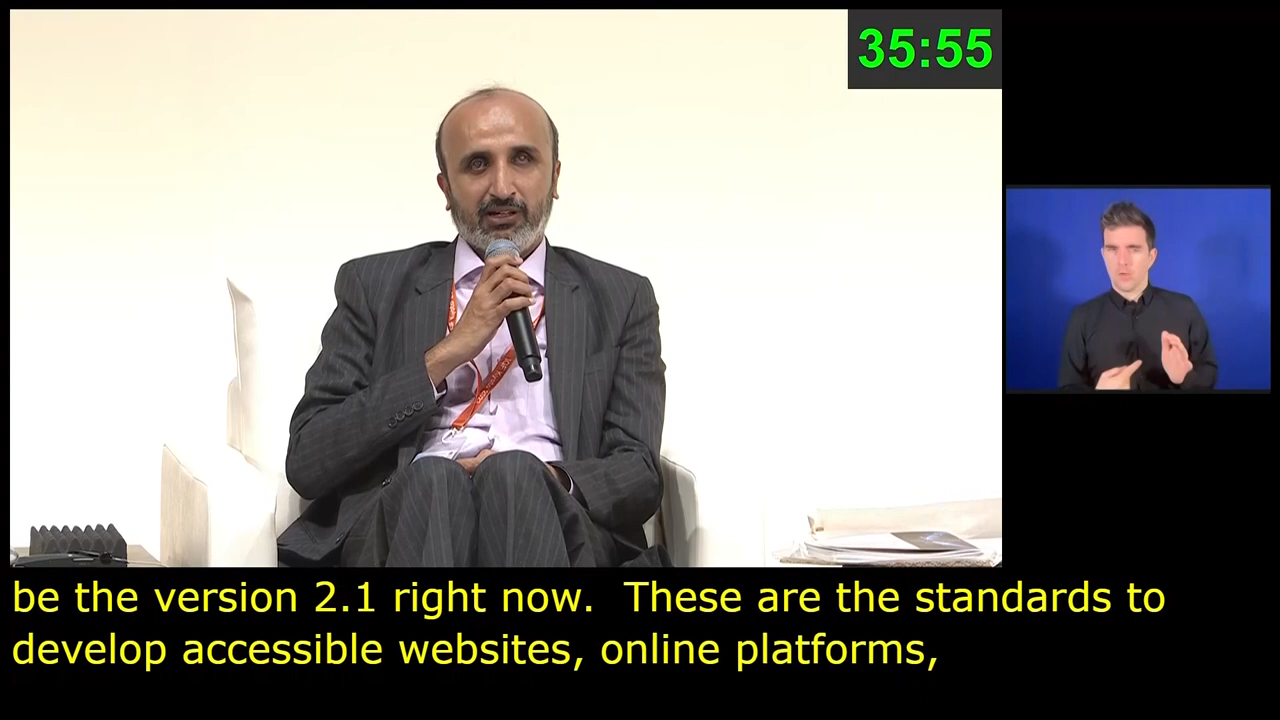 35:55
be the version 2.1 right now.  These are the standards to
develop accessible websites, online platforms,